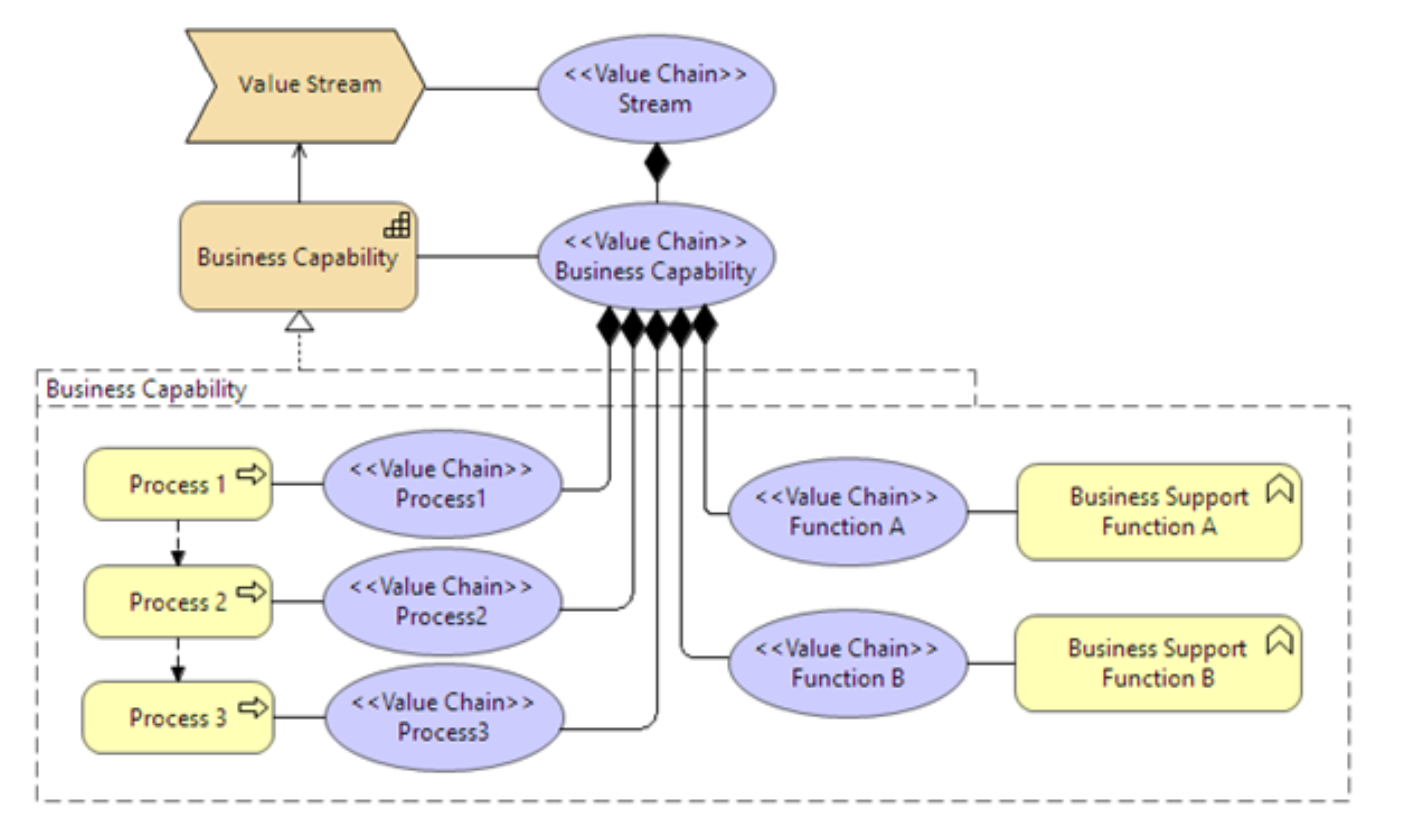 Value Stream
<<Value Chain>>
Stream
Business Capability
<<Value Chain>>
Business Capability
Business Capability
Process 1
<<Value Chain>>
Process1
<<Value Chain>>
Function A
Business Support
Function A
Process 2
<<Value Chain>>
Process2
<<Value Chain>>
Function B
Business Support
Function B
Process 3
<<Value Chain>>
Process3